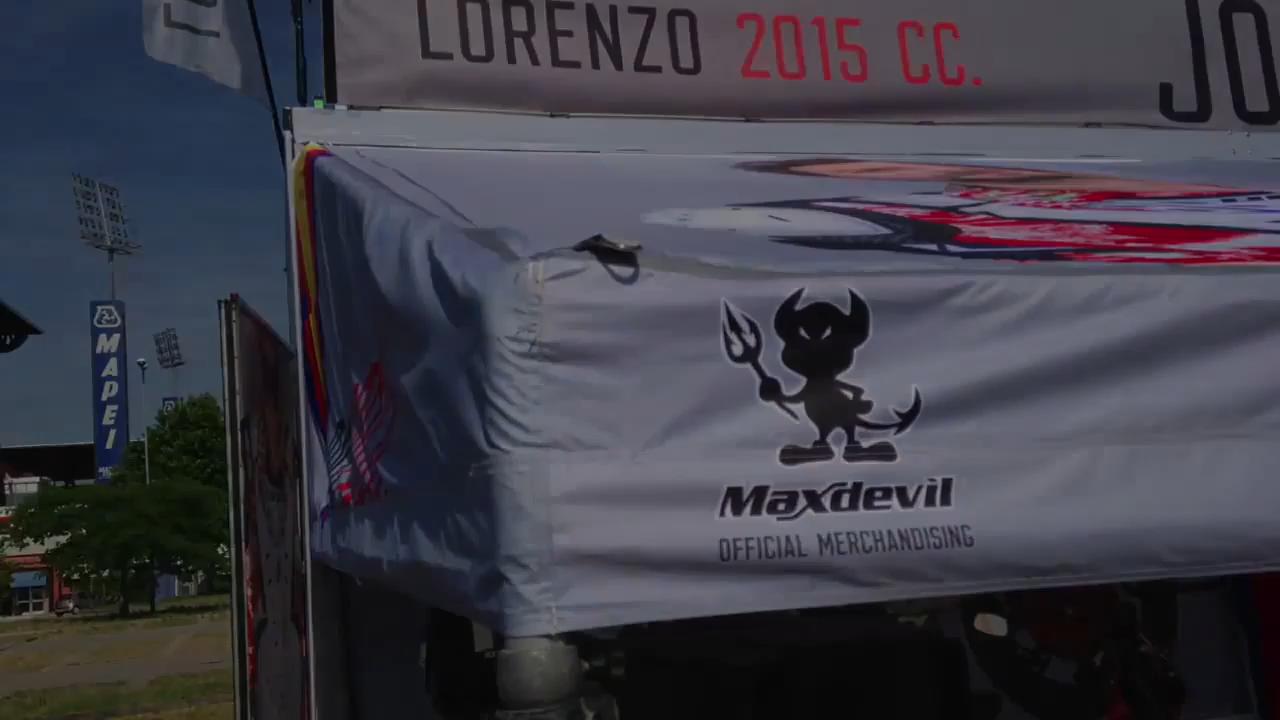 LORENZO 2015 CC.
JO
MAPEI
Maxdevil
OFFICIAL MERCHANDISING